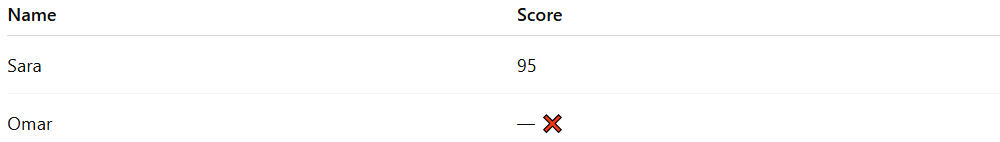 Name Score
Sara 95
Omar — ❌